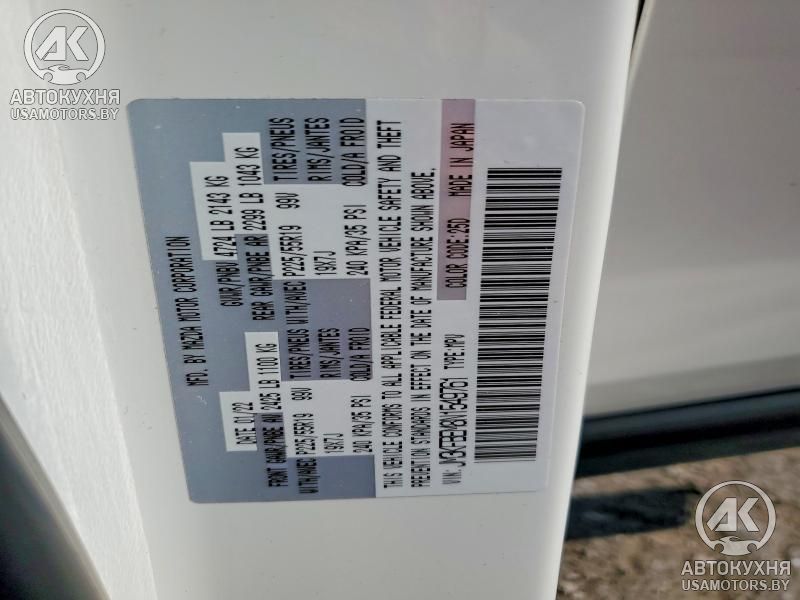 MFD. BY MAZDA MOTOR CORPORATION
DATE 01/22 GVWR/PNBV 4724 LB 2143 KG
FRONT GAWR/PNBE AV 2425 LB 1100 KG REAR GAWR/PNBE AR 2299 LB 1043 KG
WITH/AVEC P225/55R19 99V TIRES/PNEUS WITH/AVEC P225/55R19 99V TIRES/PNEUS
19X7J RIMS/JANTES 19X7J RIMS/JANTES
240 KPA/35 PSI COLD/A FROID 240 KPA/35 PSI COLD/A FROID
THIS VEHICLE CONFORMS TO ALL APPLICABLE FEDERAL MOTOR VEHICLE SAFETY AND THEFT
PREVENTION STANDARDS IN EFFECT ON THE DATE OF MANUFACTURE SHOWN ABOVE.
COLOR CODE:25D MADE IN JAPAN
VIN: TYPE:MPV
AK
АВТОКУХНЯ
USAMOTORS.BY
AK
АВТОКУХНЯ
USAMOTORS.BY